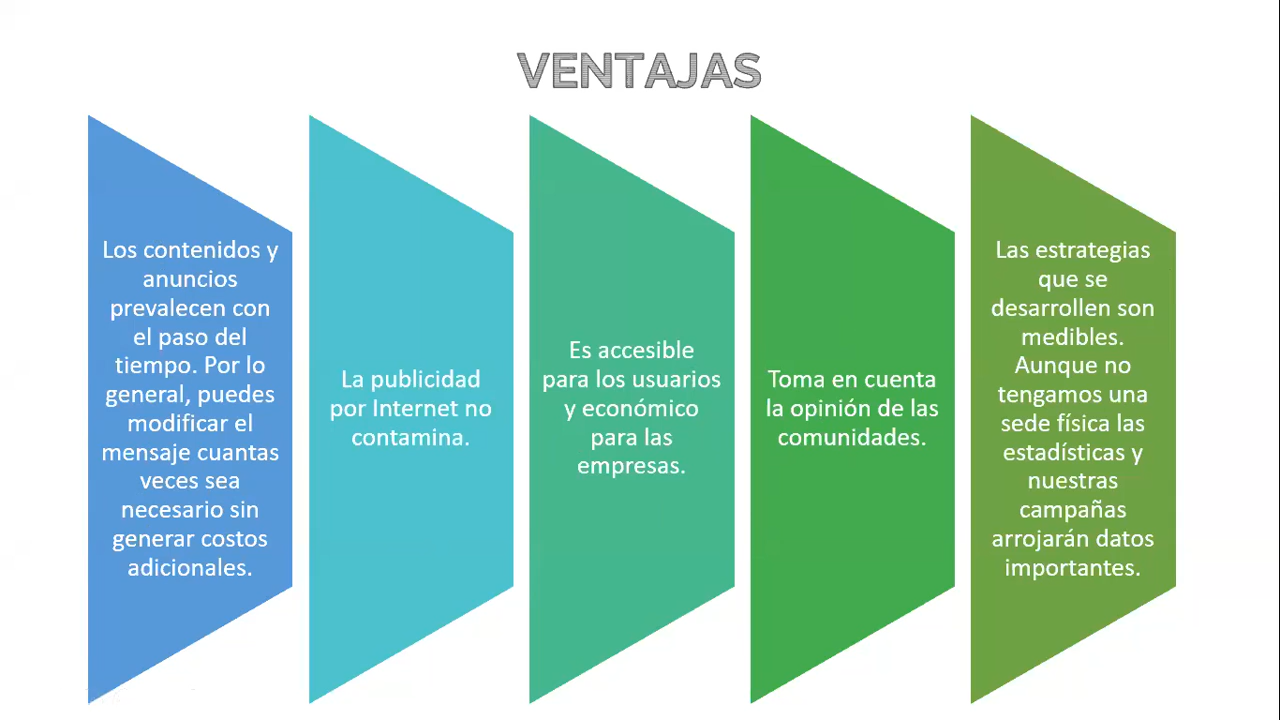 VENTAJAS
Los contenidos y
anuncios
prevalecen con
el paso del
tiempo. Por lo
general, puedes
modificar el
mensaje cuantas
veces sea
necesario sin
generar costos
adicionales.
La publicidad
por Internet no
contamina.
Es accesible
para los usuarios
y económico
para las
empresas.
Toma en cuenta
la opinión de las
comunidades.
Las estrategias
que se
desarrollen son
medibles.
Aunque no
tengamos una
sede física las
estadísticas y
nuestras
campañas
arrojarán datos
importantes.